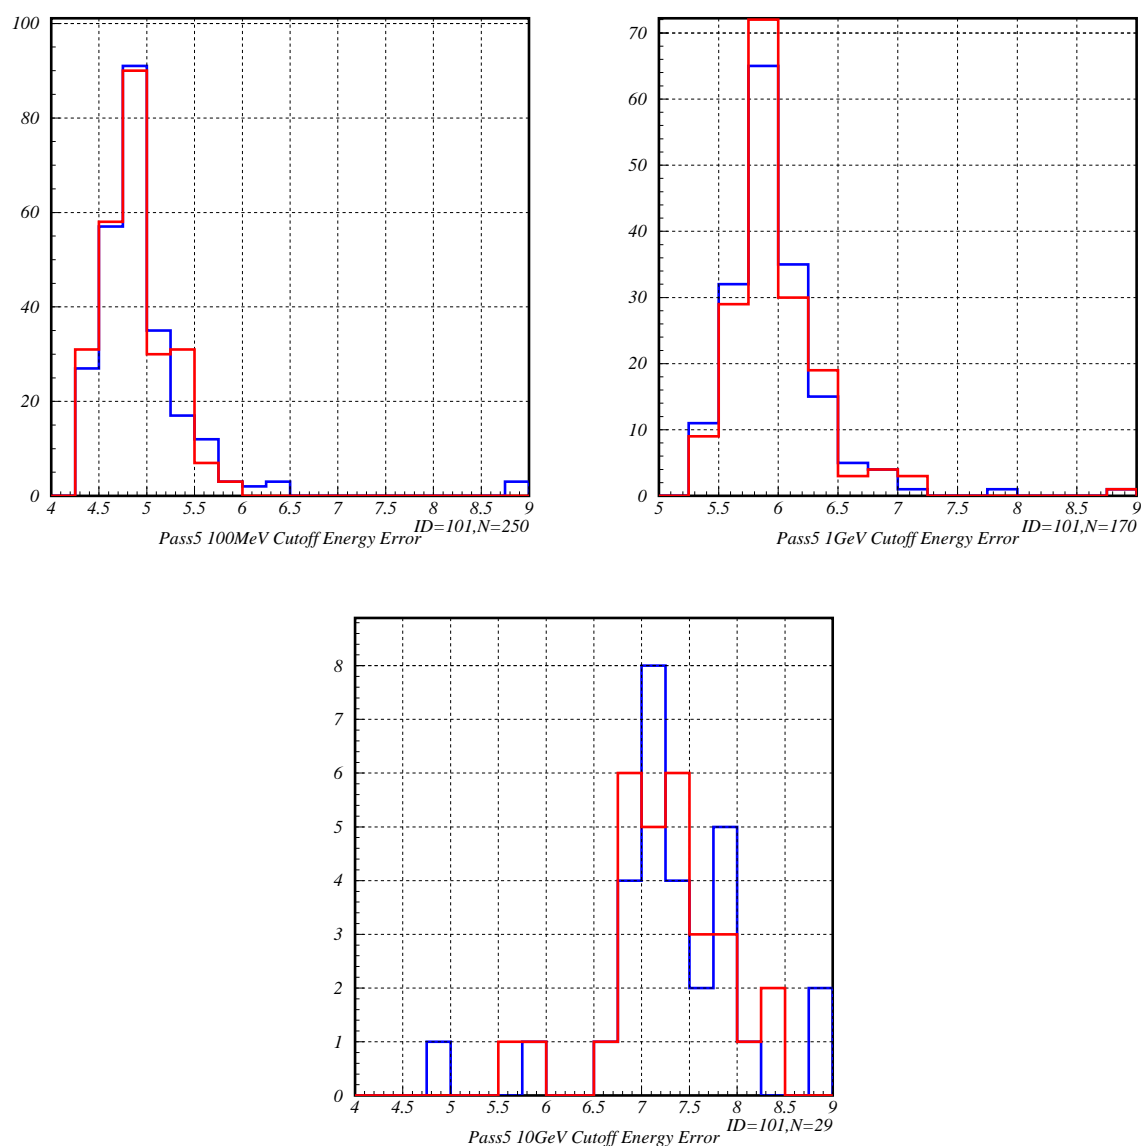 100
80
60
40
20
0
4 4.5 5 5.5 6 6.5 7 7.5 8 8.5 9
ID=101,N=250
Pass5 100MeV Cutoff Energy Error
70
60
50
40
30
20
10
0
5 5.5 6 6.5 7 7.5 8 8.5 9
ID=101,N=170
Pass5 1GeV Cutoff Energy Error
8
7
6
5
4
3
2
1
0
4 4.5 5 5.5 6 6.5 7 7.5 8 8.5 9
ID=101,N=29
Pass5 10GeV Cutoff Energy Error